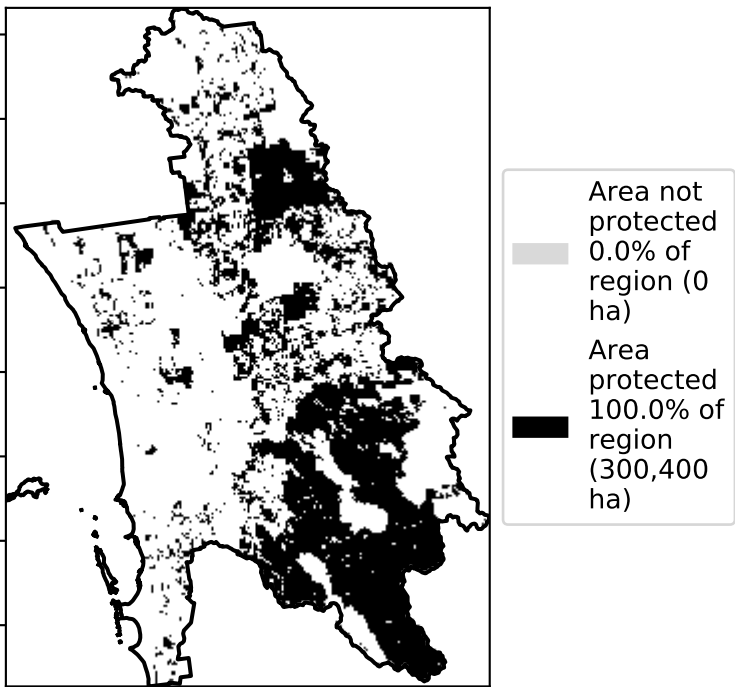 Area not
protected
0.0% of
region (0
ha)
Area
protected
100.0% of
region
(300,400
ha)